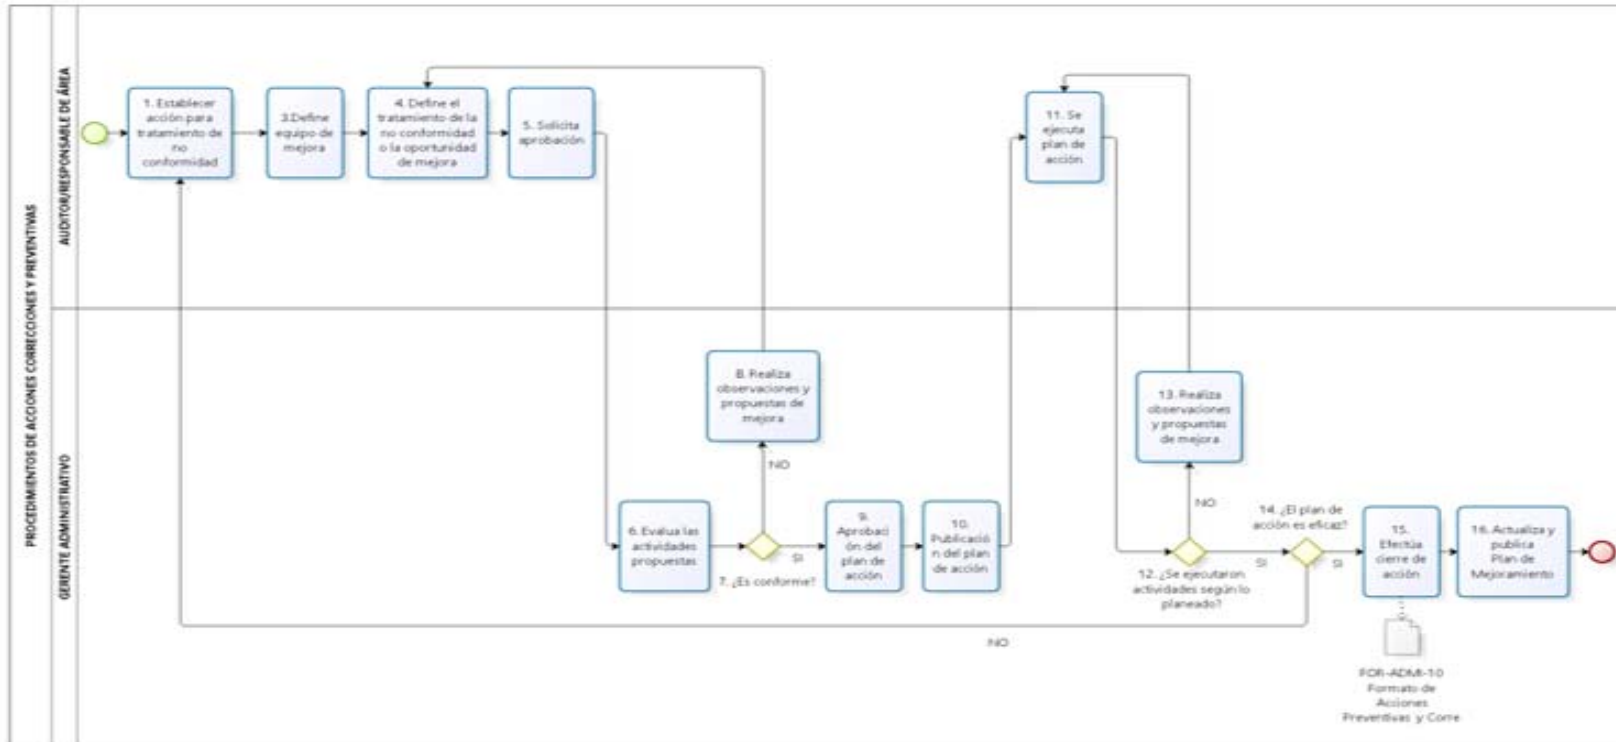 PROCEDIMIENTOS DE ACCIONES CORRECCIONES Y PREVENTIVAS
AUDITOR/RESPONSABLE DE ÁREA
1. Establecer
acción para
tratamiento de
no
conformidad
3.Define
equipo de
mejora
4. Define el
tratamiento de la
no conformidad
o la oportunidad
de mejora
5. Solicita
aprobación
11. Se
ejecuta
plan de
acción
GERENTE ADMINISTRATIVO
6. Evalua las
actividades
propuestas
7. ¿Es conforme?
NO
SI
8. Realiza
observaciones y
propuestas de
mejora
9.
Aprobaci
ón del
plan de
acción
10.
Publicació
n del plan
de acción
12. ¿Se ejecutaron
actividades según lo
planeado?
NO
SI
13. Realiza
observaciones
y propuestas
de mejora
14. ¿El plan de
acción es eficaz?
SI
NO
15.
Efectúa
cierre de
acción
16. Actualiza y
publica
Plan de
Mejoramiento
FOR-ADMI-10
Formato de
Acciones
Preventivas y Corre